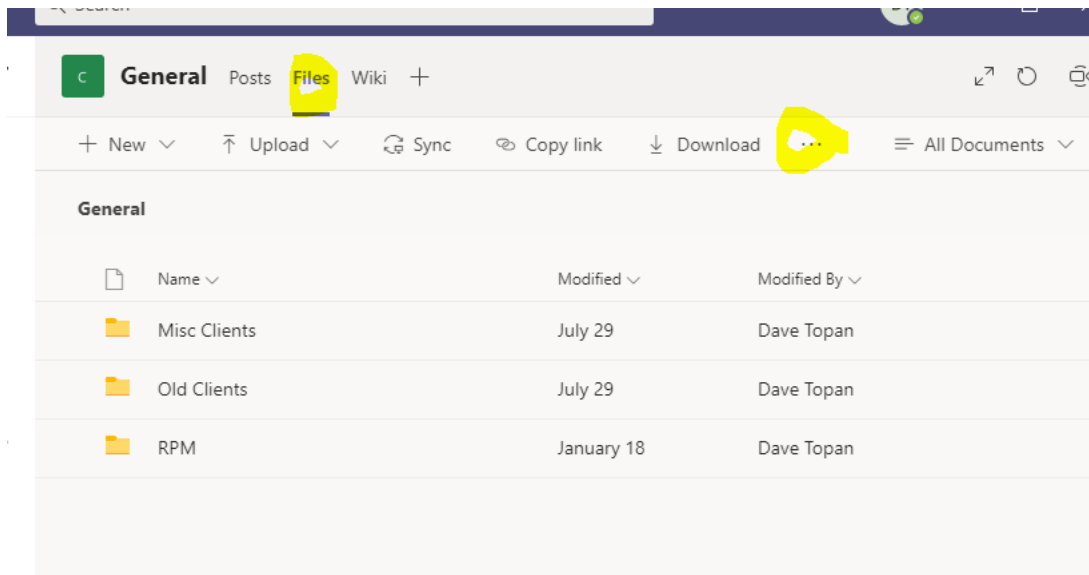 Search
C General Posts Files Wiki +
+ New Upload Sync Copy link Download ... All Documents
General
Name Modified Modified By
Misc Clients July 29 Dave Topan
Old Clients July 29 Dave Topan
RPM January 18 Dave Topan